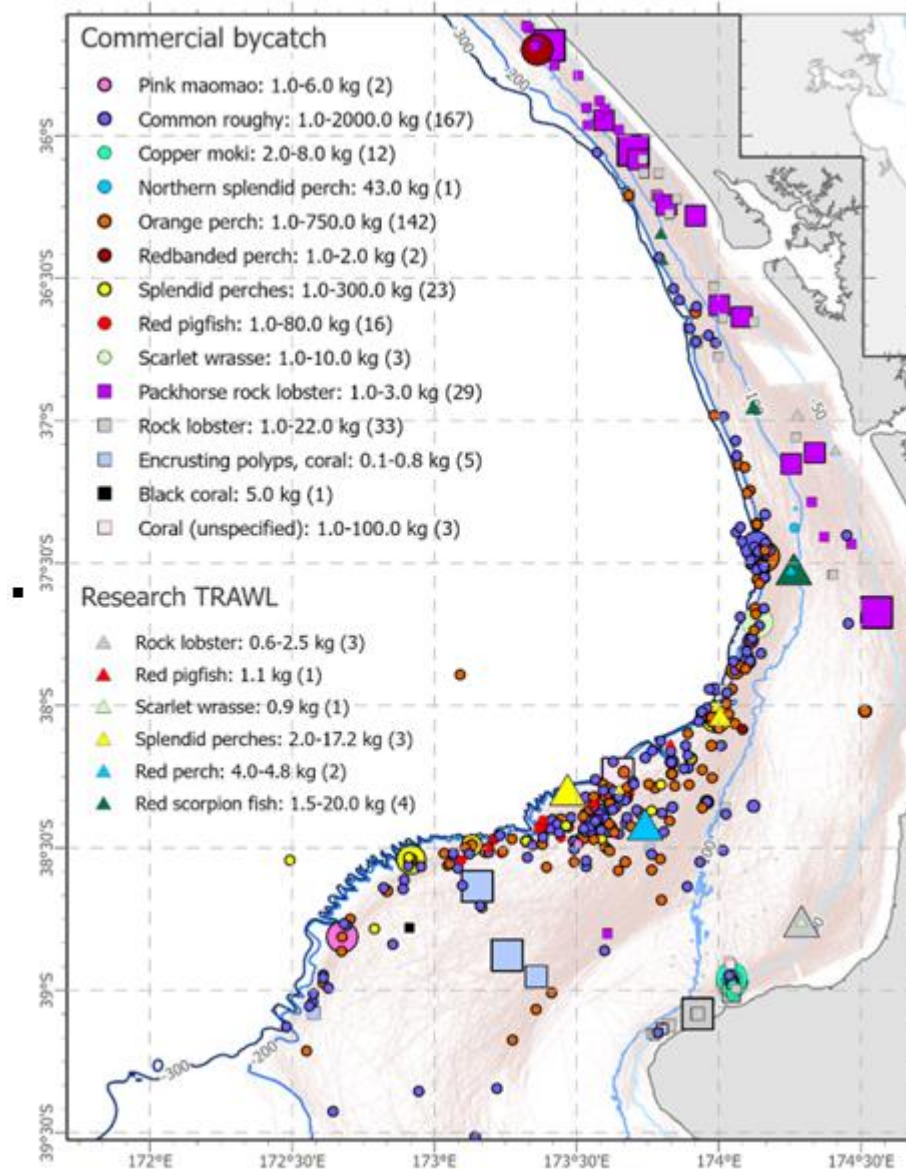 Commercial bycatch
Pink maomao: 1.0-6.0 kg (2)
Common roughy: 1.0-2000.0 kg (167)
Copper moki: 2.0-8.0 kg (12)
Northern splendid perch: 43.0 kg (1)
Orange perch: 1.0-750.0 kg (142)
Redbanded perch: 1.0-2.0 kg (2)
Splendid perches: 1.0-300.0 kg (23)
Red pigfish: 1.0-80.0 kg (16)
Scarlet wrasse: 1.0-10.0 kg (3)
Packhorse rock lobster: 1.0-3.0 kg (29)
Rock lobster: 1.0-22.0 kg (33)
Encrusting polyps, coral: 0.1-0.8 kg (5)
Black coral: 5.0 kg (1)
Coral (unspecified): 1.0-100.0 kg (3)
Research TRAWL
Rock lobster: 0.6-2.5 kg (3)
Red pigfish: 1.1 kg (1)
Scarlet wrasse: 0.9 kg (1)
Splendid perches: 2.0-17.2 kg (3)
Red perch: 4.0-4.8 kg (2)
Red scorpion fish: 1.5-20.0 kg (4)
-300
-200
-50
-100
-100
-300
-200
36°S
36°30'S
37°S
37°30'S
38°S
38°30'S
39°S
39°30'S
172°E
172°30'E
173°E
173°30'E
174°E
174°30'E